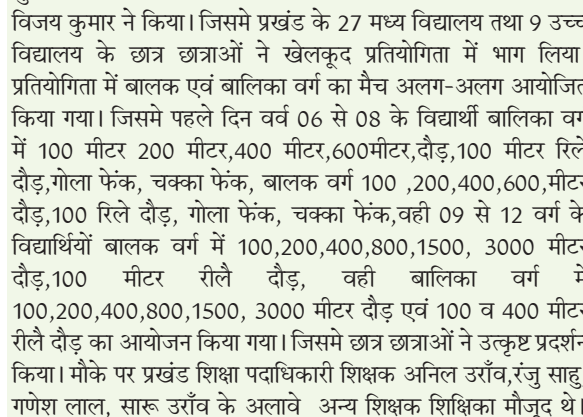 विजय कुमार ने किया। जिसमे प्रखंड के 27 मध्य विद्यालय तथा 9 उच्च
विद्यालय के छात्र छात्राओं ने खेलकूद प्रतियोगिता में भाग लिया
प्रतियोगिता में बालक एवं बालिका वर्ग का मैच अलग-अलग आयोजित
किया गया। जिसमे पहले दिन वर्व 06 से 08 के विद्यार्थी बालिका वर्ग
में 100 मीटर 200 मीटर,400 मीटर,600मीटर,दौड़,100 मीटर रिले
दौड़,गोला फेंक, चक्का फेंक, बालक वर्ग 100 ,200,400,600,मीटर
दौड़,100 रिले दौड़, गोला फेंक, चक्का फेंक,वही 09 से 12 वर्ग के
विद्यार्थियों बालक वर्ग में 100,200,400,800,1500, 3000 मीटर
दौड़,100 मीटर रीलै दौड़, वही बालिका वर्ग में
100,200,400,800,1500, 3000 मीटर दौड़ एवं 100 व 400 मीटर
रीलै दौड़ का आयोजन किया गया। जिसमे छात्र छात्राओं ने उत्कृष्ट प्रदर्शन
किया। मौके पर प्रखंड शिक्षा पदाधिकारी शिक्षक अनिल उराँव,रंजु साहु
गणेश लाल, सारू उराँव के अलावे अन्य शिक्षक शिक्षिका मौजूद थे